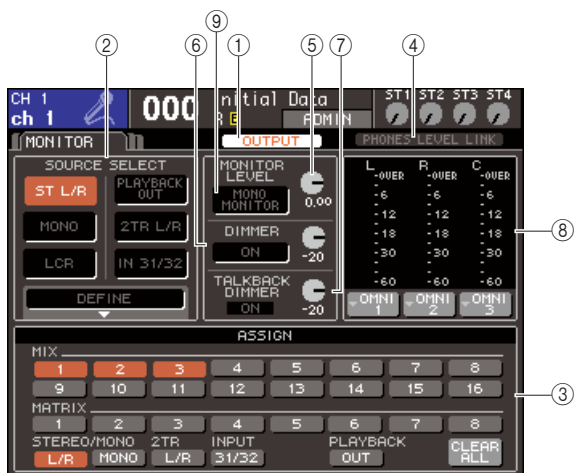 ⑨
② ⑥ ① ⑤ ⑦ ④
CH 1
ch 1
000
nitial Data
R E
ADMIN
ST1 ST2 ST3 ST4
MONITOR
OUTPUT
PHONES LEVEL LINK
SOURCE SELECT
ST L/R
PLAYBACK OUT
MONO
2TR L/R
LCR
IN 31/32
DEFINE
MONITOR LEVEL
MONO MONITOR
0.00
DIMMER
ON
-20
TALKBACK DIMMER
ON
-20
L R C
-OVER -OVER -OVER
-6 -6 -6
-12 -12 -12
-18 -18 -18
-30 -30 -30
-60 -60 -60
OMNI 1 OMNI 2 OMNI 3
⑧
ASSIGN
MIX
1 2 3 4 5 6 7 8
9 10 11 12 13 14 15 16
③
MATRIX
1 2 3 4 5 6 7 8
STEREO/MONO 2TR INPUT PLAYBACK
L/R MONO L/R 31/32 OUT CLEAR ALL